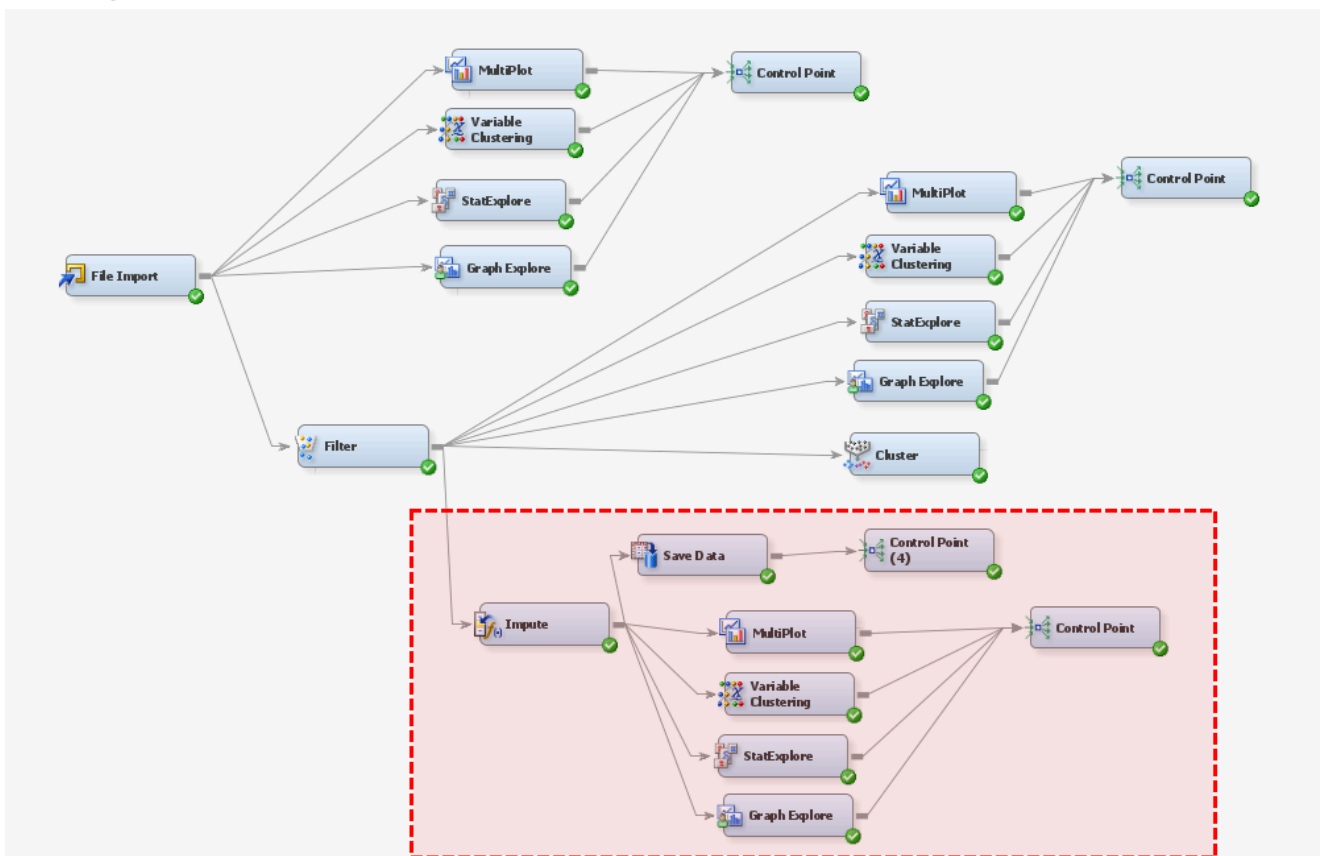 MultiPlot
Control Point
Variable
Clustering
StatExplore
Graph Explore
File Import
MultiPlot
Control Point
Variable
Clustering
StatExplore
Graph Explore
Filter
Cluster
Save Data
Control Point
(4)
Impute
MultiPlot
Control Point
Variable
Clustering
StatExplore
Graph Explore